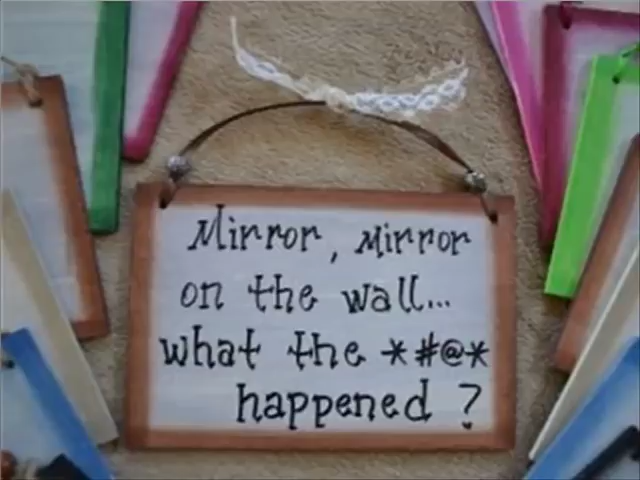 Mirror, Mirror
on the wall...
what the *#@*
happened ?